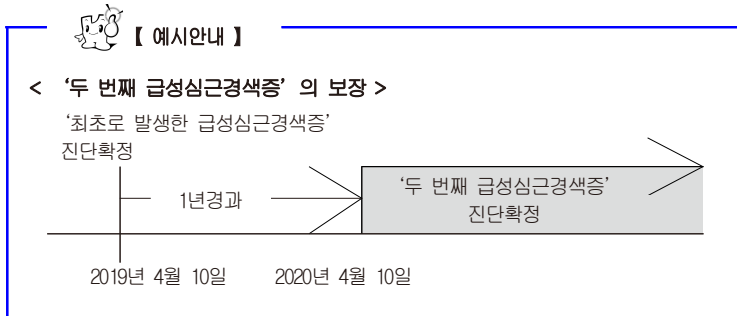 【 예시안내 】
< ‘두 번째 급성심근경색증’ 의 보장 >
‘최초로 발생한 급성심근경색증’
진단확정
1년경과
‘두 번째 급성심근경색증’
진단확정
2019년 4월 10일 2020년 4월 10일